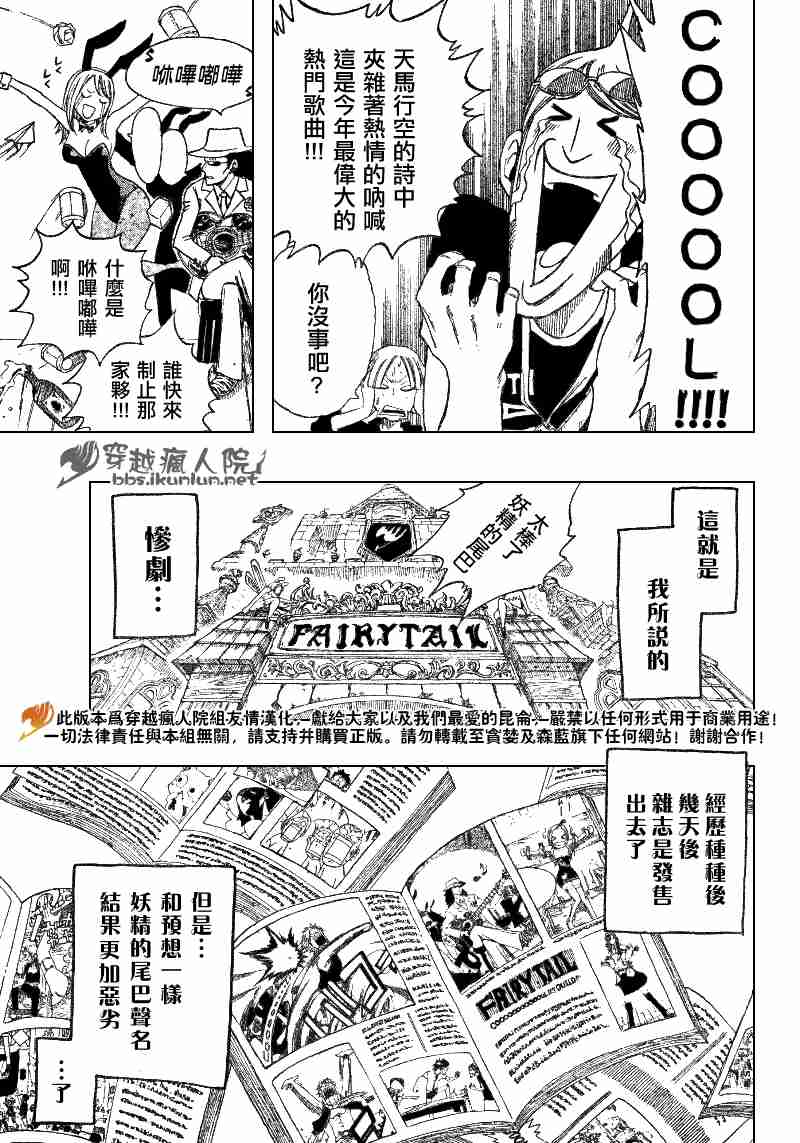 COOOOOL!!!!
天馬行空的詩中
夾雜著熱情的吶喊
這是今年最偉大的
熱門歌曲!!!
你沒事吧?
咻嗶嘟嘩
什麼是
咻嗶嘟嘩
啊!!!
誰快來
制止那
家夥!!!
穿越瘋人院
bbs.ikunlun.net
這就是
我所說的
太棒了
妖精的尾巴
慘劇…
FAIRYTAIL
此版本爲穿越瘋人院組友情漢化,—獻給大家以及我們最愛的昆侖,—嚴禁以任何形式用于商業用途!
一切法律責任與本組無關,請支持幷購買正版。請勿轉載至貪婪及森藍旗下任何網站!謝謝合作!
經歷種種後
幾天後
雜志是發售
出去了
FAIRY TAIL
但是…
和預想一樣
妖精的尾巴聲名
結果更加惡劣
…了